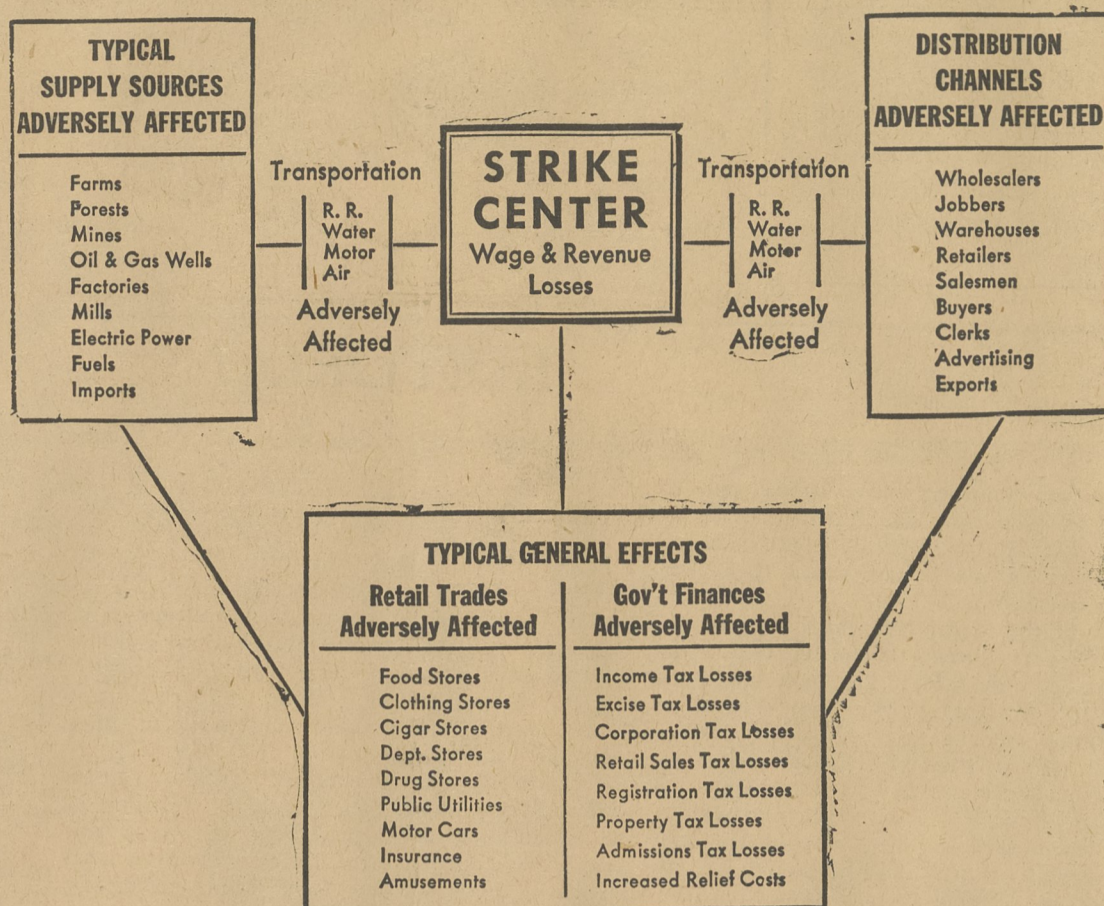 TYPICAL
SUPPLY SOURCES
ADVERSELY AFFECTED
Farms
Forests
Mines
Oil & Gas Wells
Factories
Mills
Electric Power
Fuels
Imports
Transportation
R. R.
Water
Motor
Air
Adversely
Affected
STRIKE
CENTER
Wage & Revenue
Losses
Transportation
R. R.
Water
Motor
Air
Adversely
Affected
DISTRIBUTION
CHANNELS
ADVERSELY AFFECTED
Wholesalers
Jobbers
Warehouses
Retailers
Salesmen
Buyers
Clerks
Advertising
Exports
TYPICAL GENERAL EFFECTS
Retail Trades
Adversely Affected
Food Stores
Clothing Stores
Cigar Stores
Dept. Stores
Drug Stores
Public Utilities
Motor Cars
Insurance
Amusements
Gov't Finances
Adversely Affected
Income Tax Losses
Excise Tax Losses
Corporation Tax Losses
Retail Sales Tax Losses
Registration Tax Losses
Property Tax Losses
Admissions Tax Losses
Increased Relief Costs